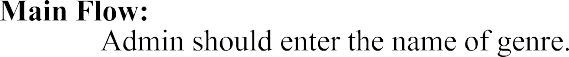 Main Flow:
Admin should enter the name of genre.